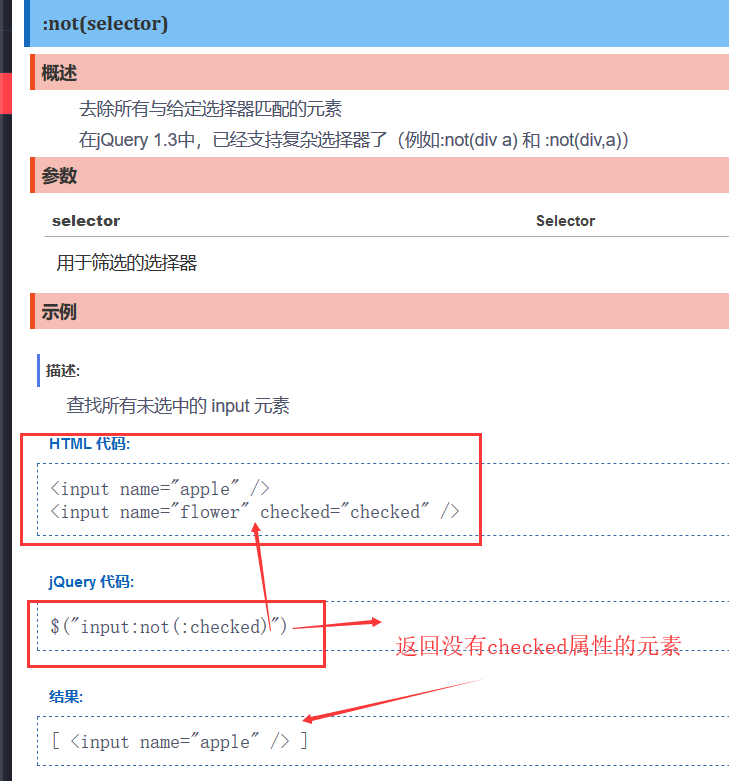 :not(selector)
概述
去除所有与给定选择器匹配的元素
在jQuery 1.3中，已经支持复杂选择器了（例如:not(div a) 和 :not(div,a)）
参数
selector Selector
用于筛选的选择器
示例
描述:
查找所有未选中的 input 元素
HTML 代码:
<input name="apple" />
<input name="flower" checked="checked" />
jQuery 代码:
$("input:not(:checked)")
返回没有checked属性的元素
结果:
[ <input name="apple" /> ]